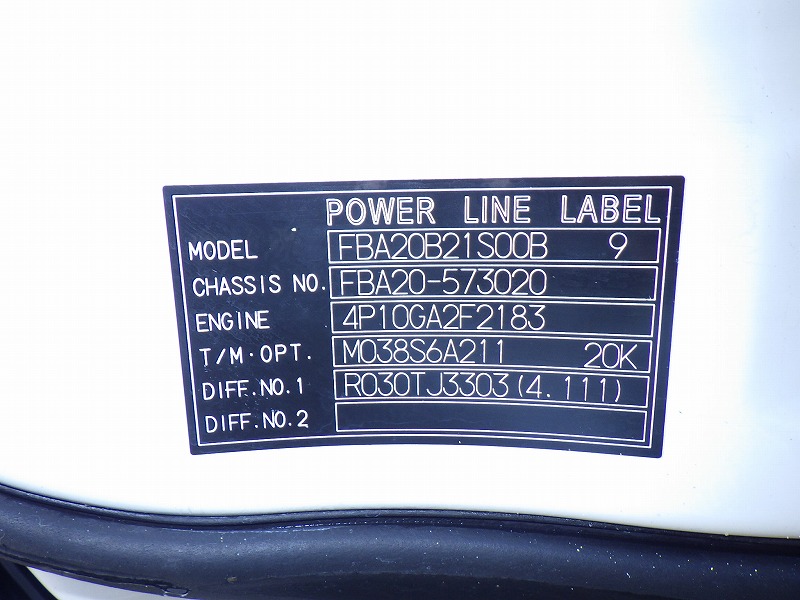 POWER LINE LABEL
MODEL FBA20B21S00B 9
CHASSIS NO. FBA20-573020
ENGINE 4P10GA2F2183
T/M·OPT. M038S6A211 20K
DIFF.NO.1 R030TJ3303(4.111)
DIFF.NO.2